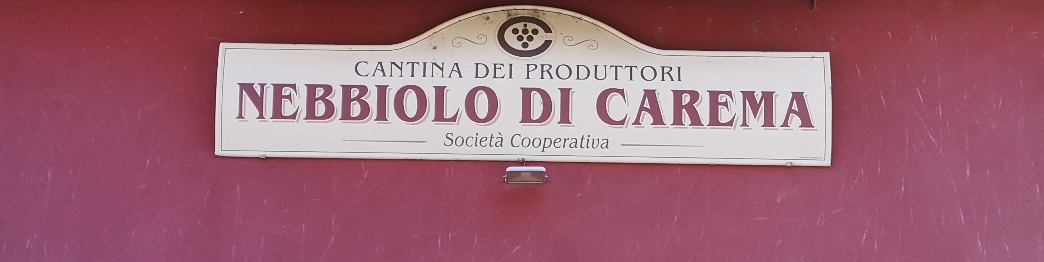 CANTINA DEI PRODUTTORI
NEBBIOLO DI CAREMA
Società Cooperativa